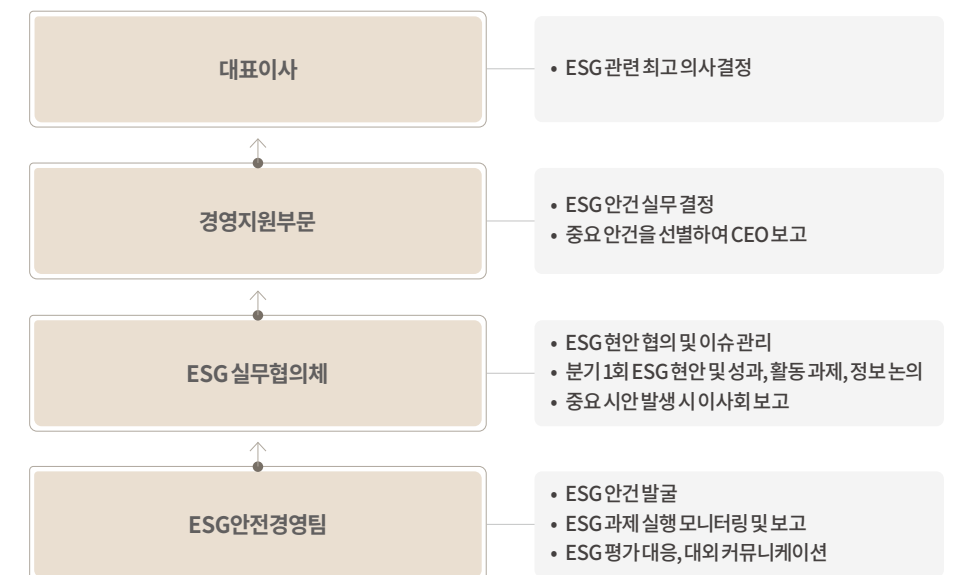 대표이사
• ESG 관련 최고 의사결정
경영지원부문
• ESG 안건 실무 결정
• 중요 안건을 선별하여 CEO 보고
ESG 실무협의체
• ESG 현안 협의 및 이슈 관리
• 분기 1회 ESG 현안 및 성과, 활동 과제, 정보 논의
• 중요 시안 발생 시 이사회 보고
ESG안전경영팀
• ESG 안건 발굴
• ESG 과제 실행 모니터링 및 보고
• ESG 평가 대응, 대외 커뮤니케이션